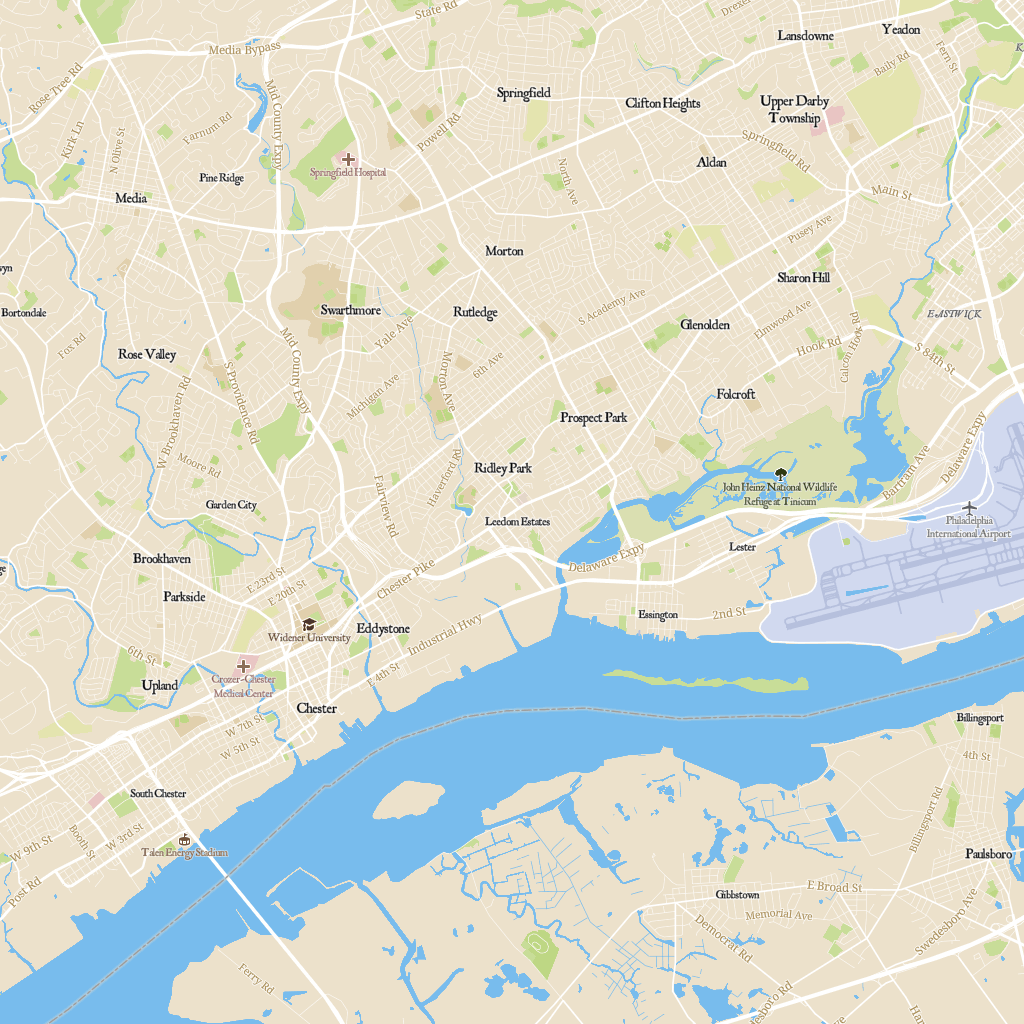 State Rd
Drexel
Lansdowne
Yeadon
Media Bypass
Fern St
Baily Rd
Rose Tree Rd
Mid County Expy
Springfield
Clifton Heights
Upper Darby
Township
Kirk Ln
N Olive St
Farnum Rd
Powell Rd
Springfield Rd
Aldan
Springfield Hospital
Pine Ridge
North Ave
Main St
Media
Pusey Ave
Morton
Sharon Hill
Bortondale
Swarthmore
Rutledge
S Academy Ave
Glenolden
Elmwood Ave
EASTWICK
Yale Ave
Calcon Hook Rd
Hook Rd
S 84th St
Fox Rd
Rose Valley
Mid County Expy
6th Ave
Morton Ave
S Providence Rd
Michigan Ave
Folcroft
W Brookhaven Rd
Prospect Park
Delaware Expy
Moore Rd
Haverford Rd
Ridley Park
Bartram Ave
John Heinz National Wildlife
Refuge at Tinicum
Garden City
Fairview Rd
Leedom Estates
Philadelphia
International Airport
Brookhaven
Lester
Delaware Expy
Chester Pike
E 23rd St
E 20th St
Parkside
Essington
2nd St
Widener University
Eddystone
Industrial Hwy
6th St
Crozer-Chester
Medical Center
E 4th St
Upland
Chester
W 7th St
W 5th St
Billingsport
4th St
South Chester
Billingsport Rd
Booth St
W 3rd St
W 9th St
Talen Energy Stadium
Paulsboro
Post Rd
Gibbstown
E Broad St
Memorial Ave
Democrat Rd
Swedesboro Ave
Ferry Rd